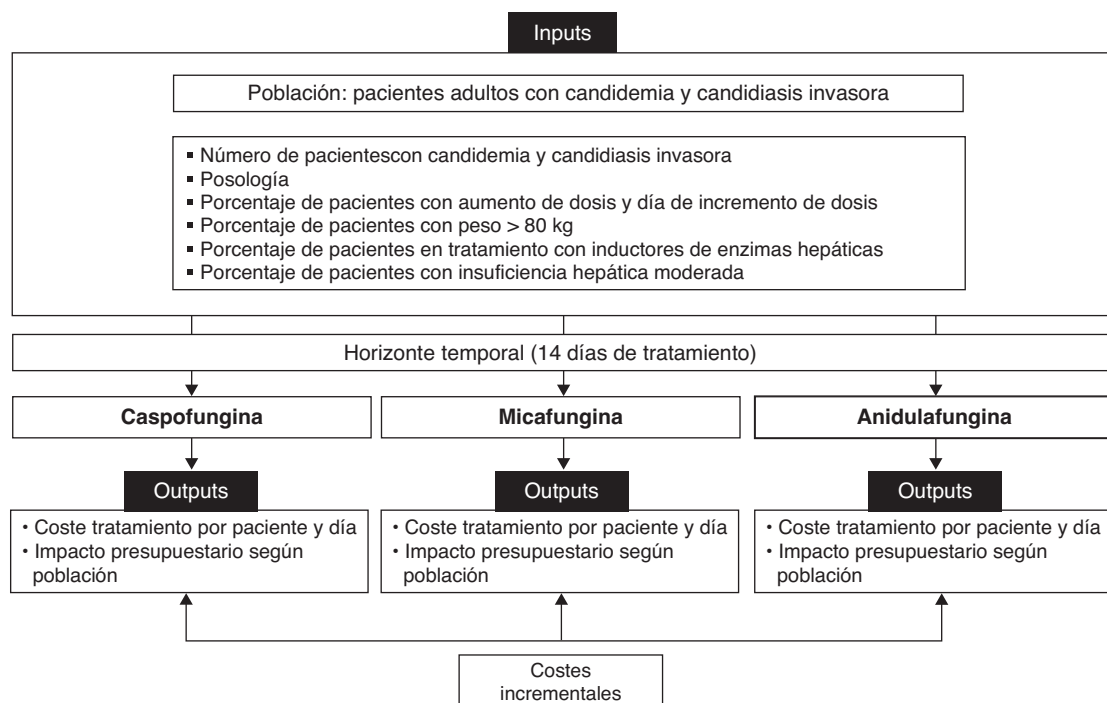 Inputs
Población: pacientes adultos con candidemia y candidiasis invasora
▪ Número de pacientescon candidemia y candidiasis invasora
▪ Posología
▪ Porcentaje de pacientes con aumento de dosis y día de incremento de dosis
▪ Porcentaje de pacientes con peso > 80 kg
▪ Porcentaje de pacientes en tratamiento con inductores de enzimas hepáticas
▪ Porcentaje de pacientes con insuficiencia hepática moderada
Horizonte temporal (14 días de tratamiento)
Caspofungina
Micafungina
Anidulafungina
Outputs
Outputs
Outputs
• Coste tratamiento por paciente y día
• Impacto presupuestario según
población
• Coste tratamiento por paciente y día
• Impacto presupuestario según
población
• Coste tratamiento por paciente y día
• Impacto presupuestario según
población
Costes
incrementales